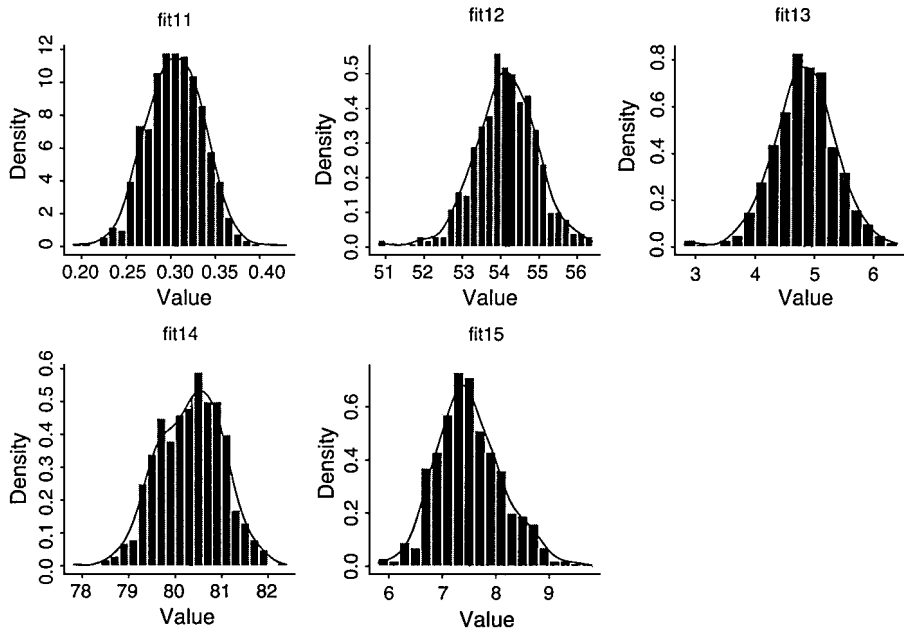 fit11
Density
0 2 4 6 8 10 12
0.20 0.25 0.30 0.35 0.40
Value
fit12
Density
0.0 0.1 0.2 0.3 0.4 0.5
51 52 53 54 55 56
Value
fit13
Density
0.0 0.2 0.4 0.6 0.8
3 4 5 6
Value
fit14
Density
0.0 0.1 0.2 0.3 0.4 0.5 0.6
78 79 80 81 82
Value
fit15
Density
0.0 0.2 0.4 0.6
6 7 8 9
Value